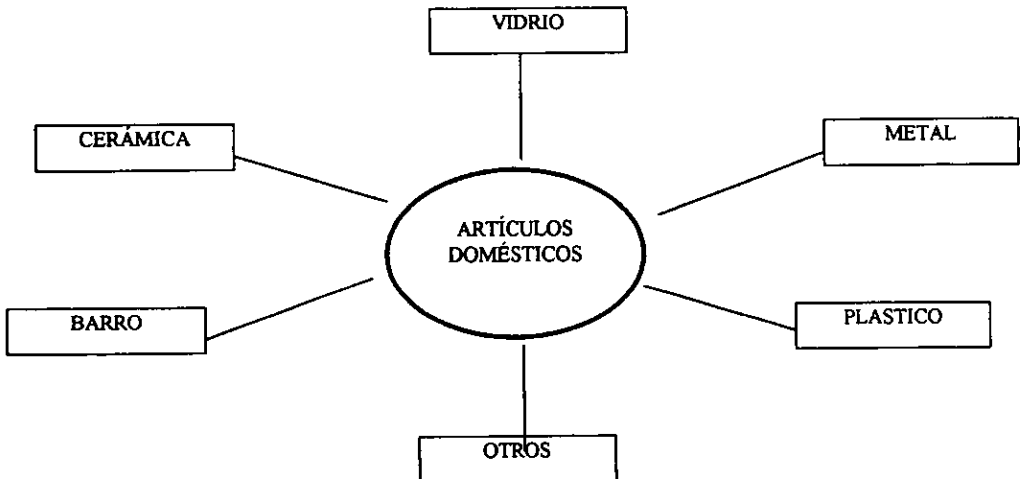 VIDRIO
CERÁMICA
METAL
ARTÍCULOS
DOMÉSTICOS
BARRO
PLASTICO
OTROS